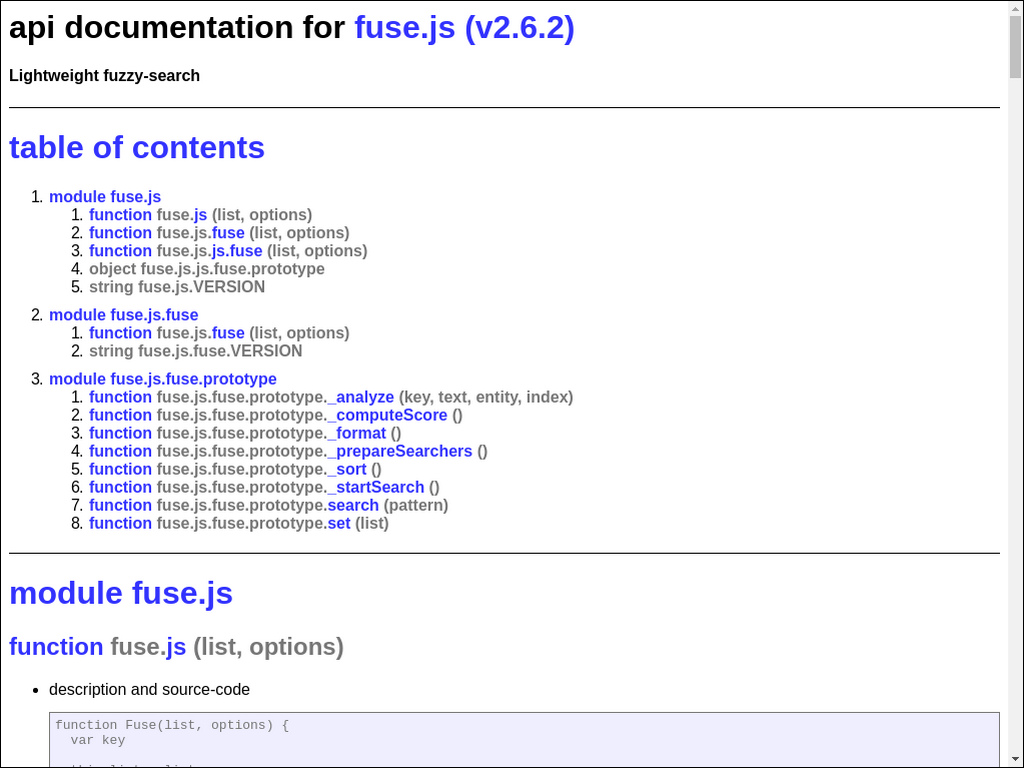 api documentation for fuse.js (v2.6.2)
Lightweight fuzzy-search
table of contents
1. module fuse.js
1. function fuse.js (list, options)
2. function fuse.js.fuse (list, options)
3. function fuse.js.js.fuse (list, options)
4. object fuse.js.js.fuse.prototype
5. string fuse.js.VERSION
2. module fuse.js.fuse
1. function fuse.js.fuse (list, options)
2. string fuse.js.fuse.VERSION
3. module fuse.js.fuse.prototype
1. function fuse.js.fuse.prototype._analyze (key, text, entity, index)
2. function fuse.js.fuse.prototype._computeScore ()
3. function fuse.js.fuse.prototype._format ()
4. function fuse.js.fuse.prototype._prepareSearchers ()
5. function fuse.js.fuse.prototype._sort ()
6. function fuse.js.fuse.prototype._startSearch ()
7. function fuse.js.fuse.prototype.search (pattern)
8. function fuse.js.fuse.prototype.set (list)
module fuse.js
function fuse.js (list, options)
• description and source-code
function Fuse(list, options) {
var key